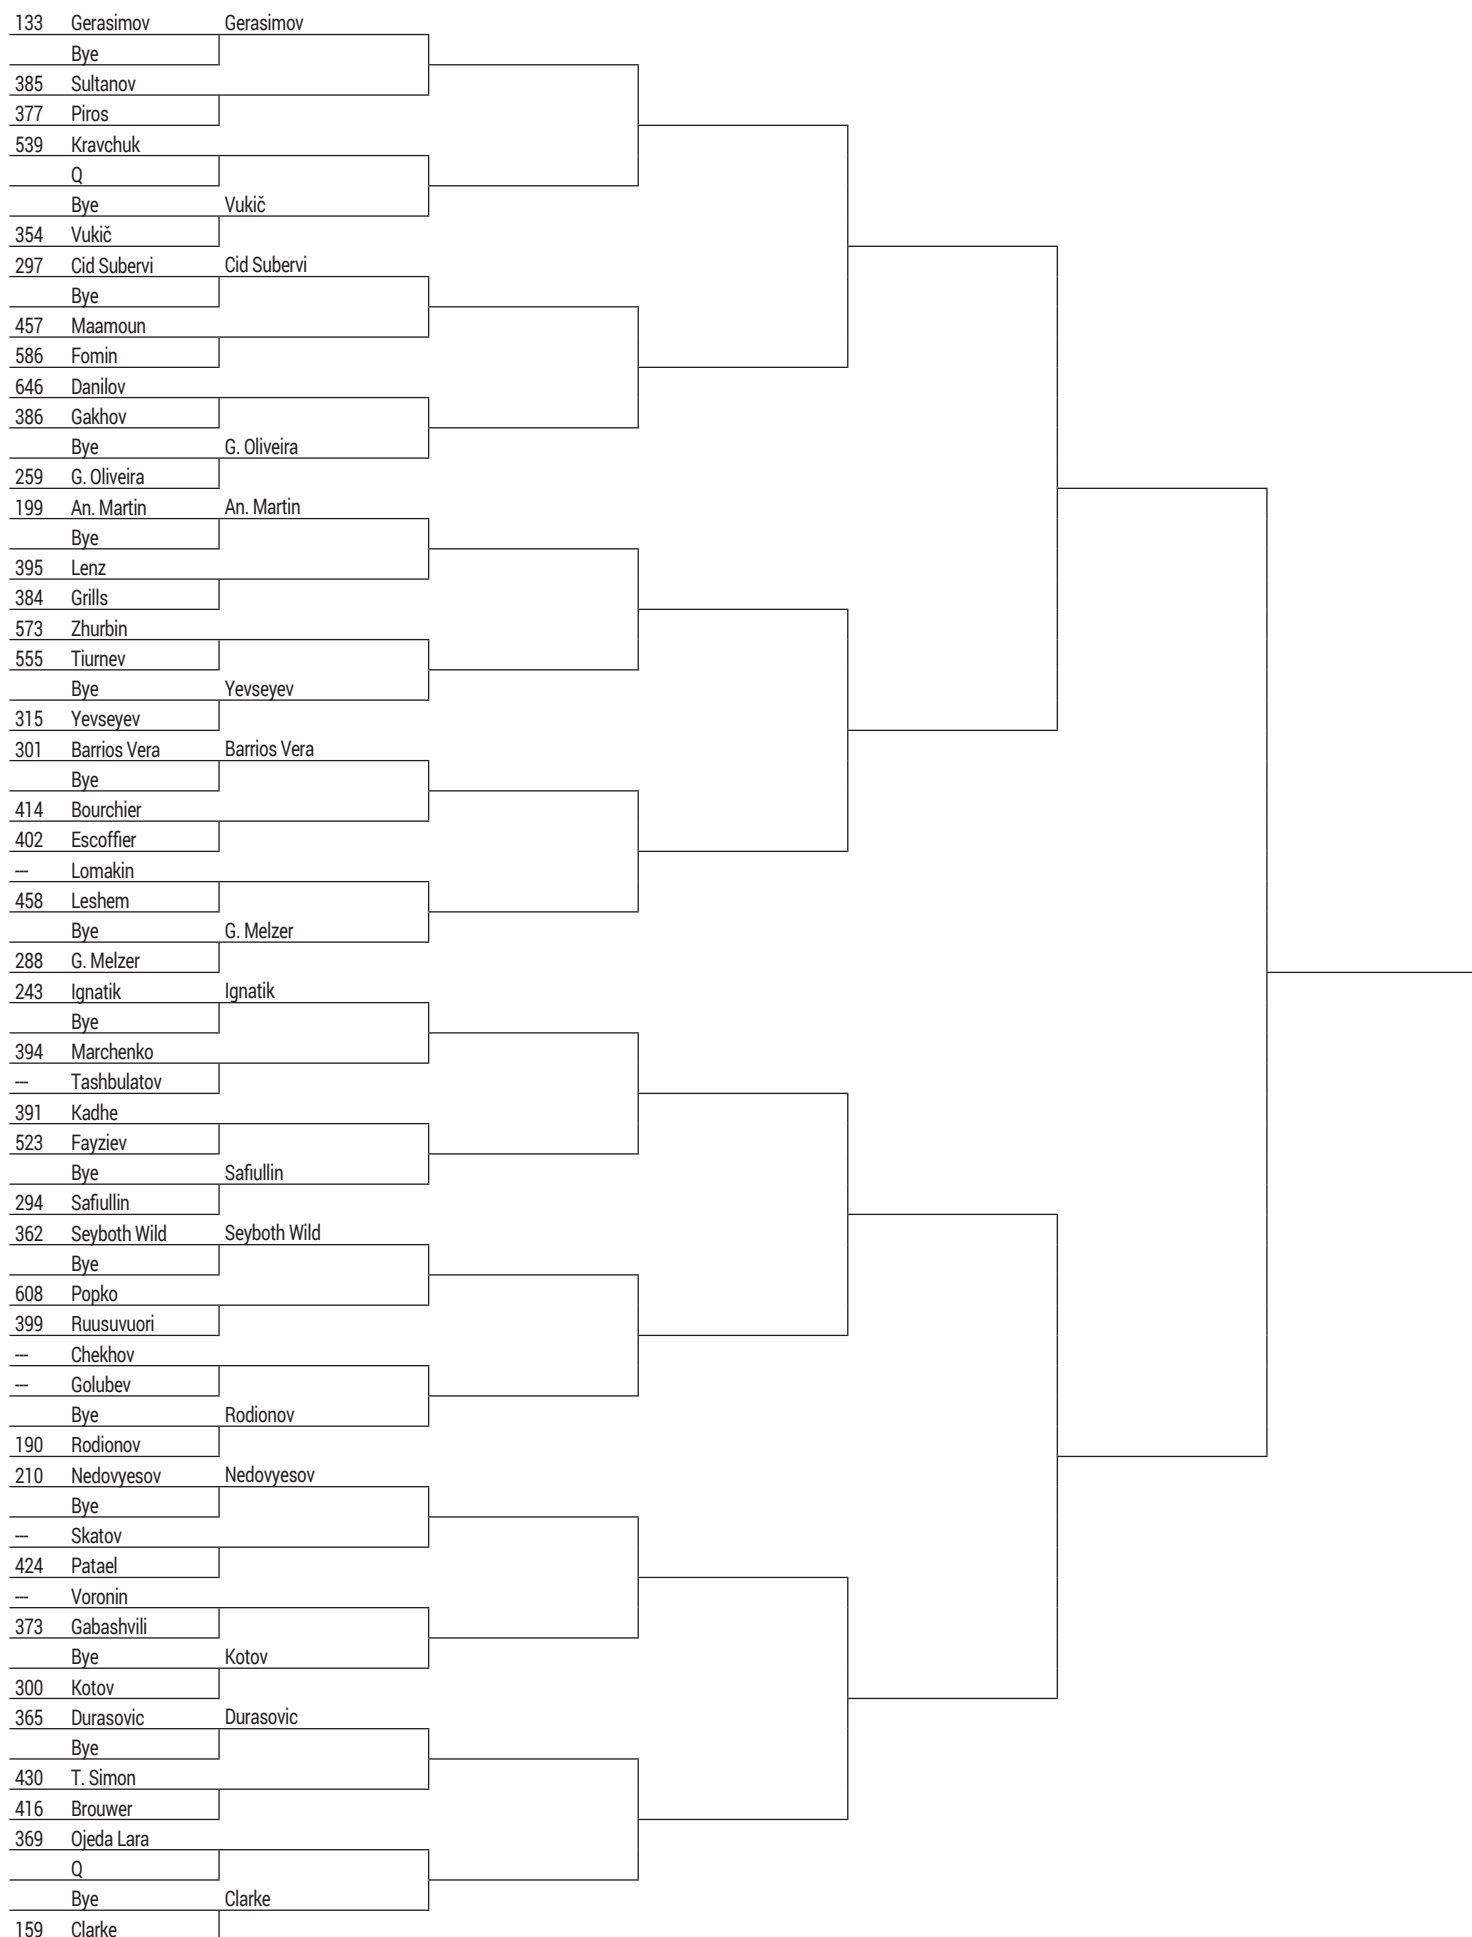 133 Gerasimov Gerasimov
Bye
385 Sultanov
377 Piros
539 Kravchuk
Q
Bye Vukič
354 Vukič
297 Cid Subervi Cid Subervi
Bye
457 Maamoun
586 Fomin
646 Danilov
386 Gakhov
Bye G. Oliveira
259 G. Oliveira
199 An. Martin An. Martin
Bye
395 Lenz
384 Grills
573 Zhurbin
555 Tiurnev
Bye Yevseyev
315 Yevseyev
301 Barrios Vera Barrios Vera
Bye
414 Bourchier
402 Escoffier
--- Lomakin
458 Leshem
Bye G. Melzer
288 G. Melzer
243 Ignatik Ignatik
Bye
394 Marchenko
--- Tashbulatov
391 Kadhe
523 Fayziev
Bye Safiullin
294 Safiullin
362 Seyboth Wild Seyboth Wild
Bye
608 Popko
399 Ruusuvuori
--- Chekhov
--- Golubev
Bye Rodionov
190 Rodionov
210 Nedovyesov Nedovyesov
Bye
--- Skatov
424 Patael
--- Voronin
373 Gabashvili
Bye Kotov
300 Kotov
365 Durasovic Durasovic
Bye
430 T. Simon
416 Brouwer
369 Ojeda Lara
Q
Bye Clarke
159 Clarke